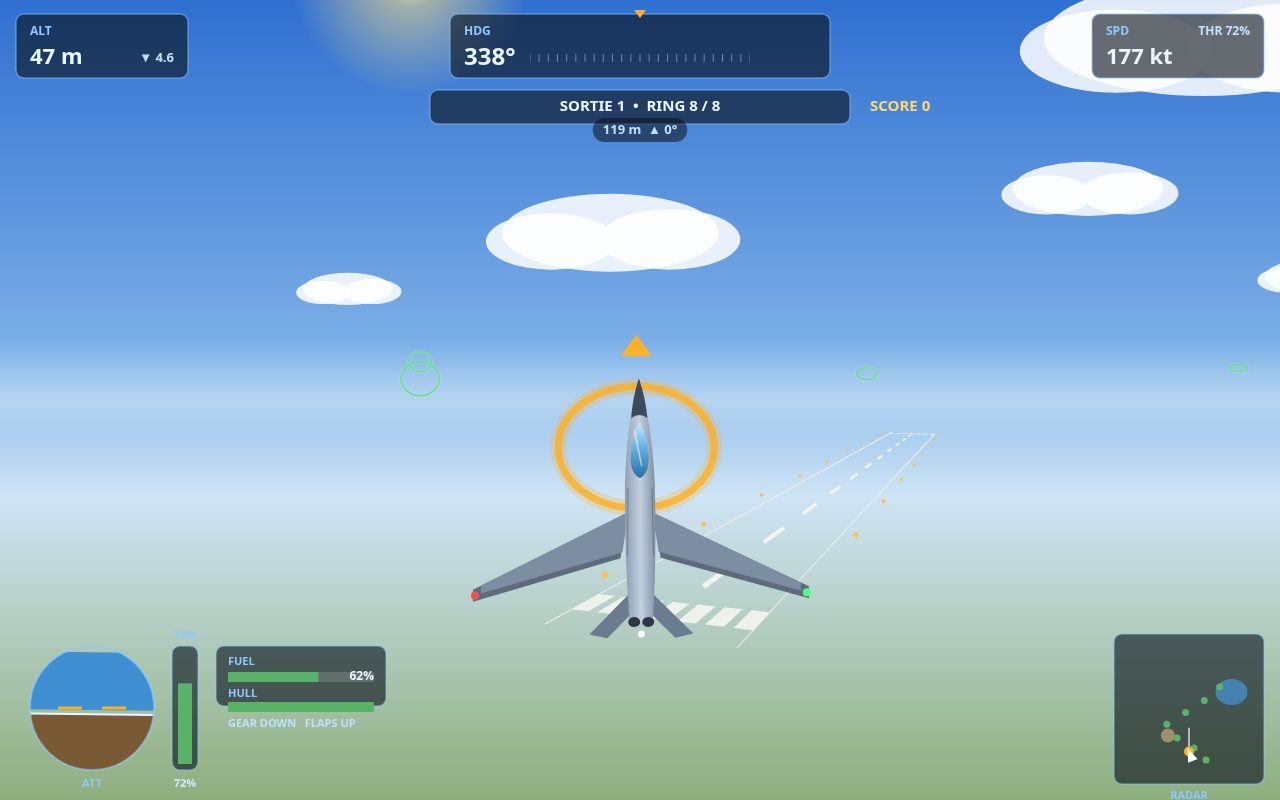 ALT
47 m ▼ 4.6
HDG
338°
SPD THR 72%
177 kt
SORTIE 1 • RING 8 / 8
SCORE 0
119 m ▲ 0°
THR
FUEL
62%
HULL
GEAR DOWN FLAPS UP
ATT
72%
RADAR